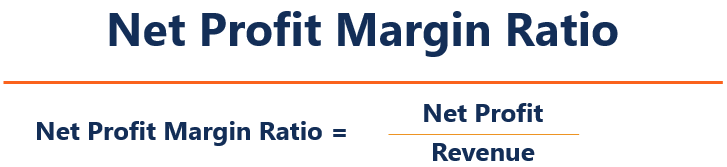 Net Profit Margin Ratio
Net Profit Margin Ratio =
Net Profit
Revenue